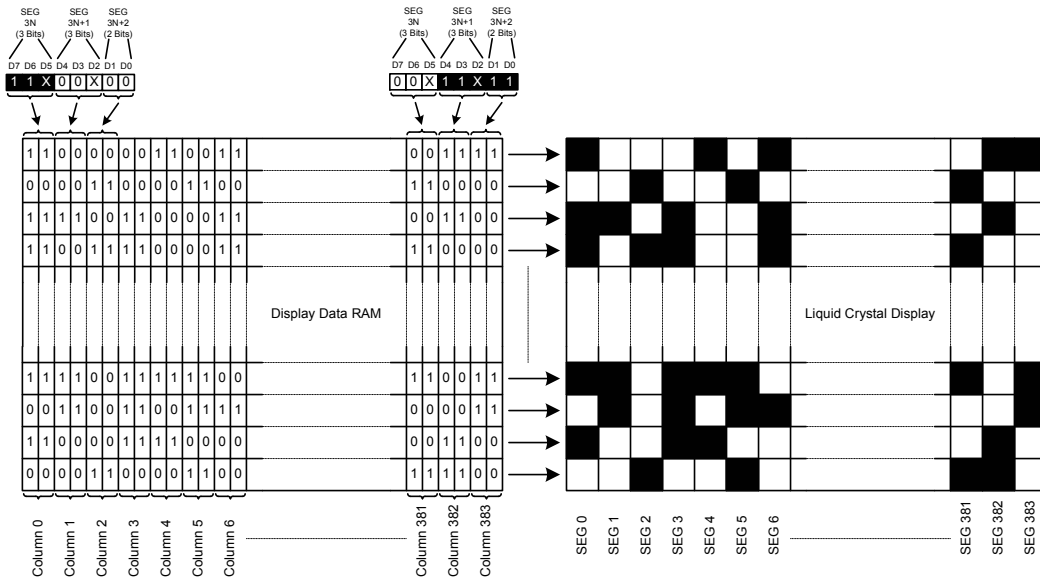 SEG SEG SEG SEG SEG SEG
3N 3N+1 3N+2 3N 3N+1 3N+2
(3 Bits) (3 Bits) (2 Bits) (3 Bits) (3 Bits) (2 Bits)
D7 D6 D5 D4 D3 D2 D1 D0 D7 D6 D5 D4 D3 D2 D1 D0
1 1 X 0 0 X 0 0 0 0 X 1 1 X 1 1
1 1 0 0 0 0 0 0 1 1 0 0 1 1 0 0 1 1 1 1
0 0 0 0 1 1 0 0 0 0 1 1 0 0 1 1 0 0 0 0
1 1 1 1 0 0 1 1 0 0 0 0 1 1 0 0 1 1 0 0
1 1 0 0 1 1 1 1 0 0 0 0 1 1 1 1 0 0 0 0
Display Data RAM
Liquid Crystal Display
1 1 1 1 0 0 1 1 1 1 1 1 0 0 1 1 0 0 1 1
0 0 1 1 0 0 1 1 0 0 1 1 1 1 0 0 0 0 1 1
1 1 0 0 0 0 1 1 1 1 0 0 0 0 0 0 1 1 0 0
0 0 0 0 1 1 0 0 0 0 1 1 0 0 1 1 1 1 0 0
Column 0
Column 1
Column 2
Column 3
Column 4
Column 5
Column 6
Column 381
Column 382
Column 383
SEG 0
SEG 1
SEG 2
SEG 3
SEG 4
SEG 5
SEG 6
SEG 381
SEG 382
SEG 383